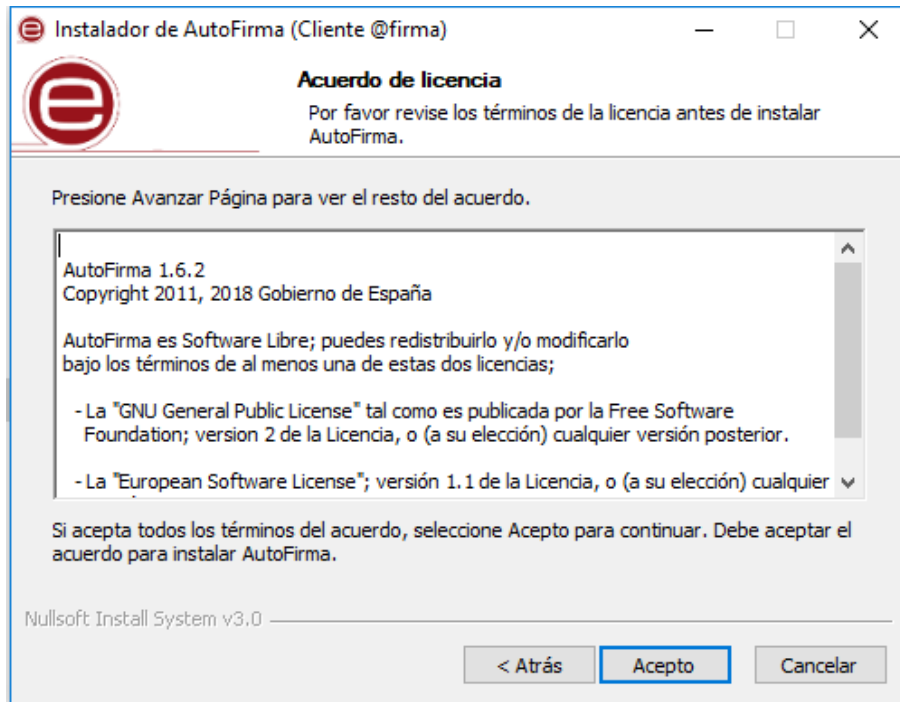 Instalador de AutoFirma (Cliente @firma)
Acuerdo de licencia
Por favor revise los términos de la licencia antes de instalar
AutoFirma.
Presione Avanzar Página para ver el resto del acuerdo.
AutoFirma 1.6.2
Copyright 2011, 2018 Gobierno de España
AutoFirma es Software Libre; puedes redistribuirlo y/o modificarlo
bajo los términos de al menos una de estas dos licencias;
- La "GNU General Public License" tal como es publicada por la Free Software
Foundation; version 2 de la Licencia, o (a su elección) cualquier versión posterior.
- La "European Software License"; versión 1.1 de la Licencia, o (a su elección) cualquier
Si acepta todos los términos del acuerdo, seleccione Acepto para continuar. Debe aceptar el
acuerdo para instalar AutoFirma.
Nullsoft Install System v3.0
< Atrás
Acepto
Cancelar